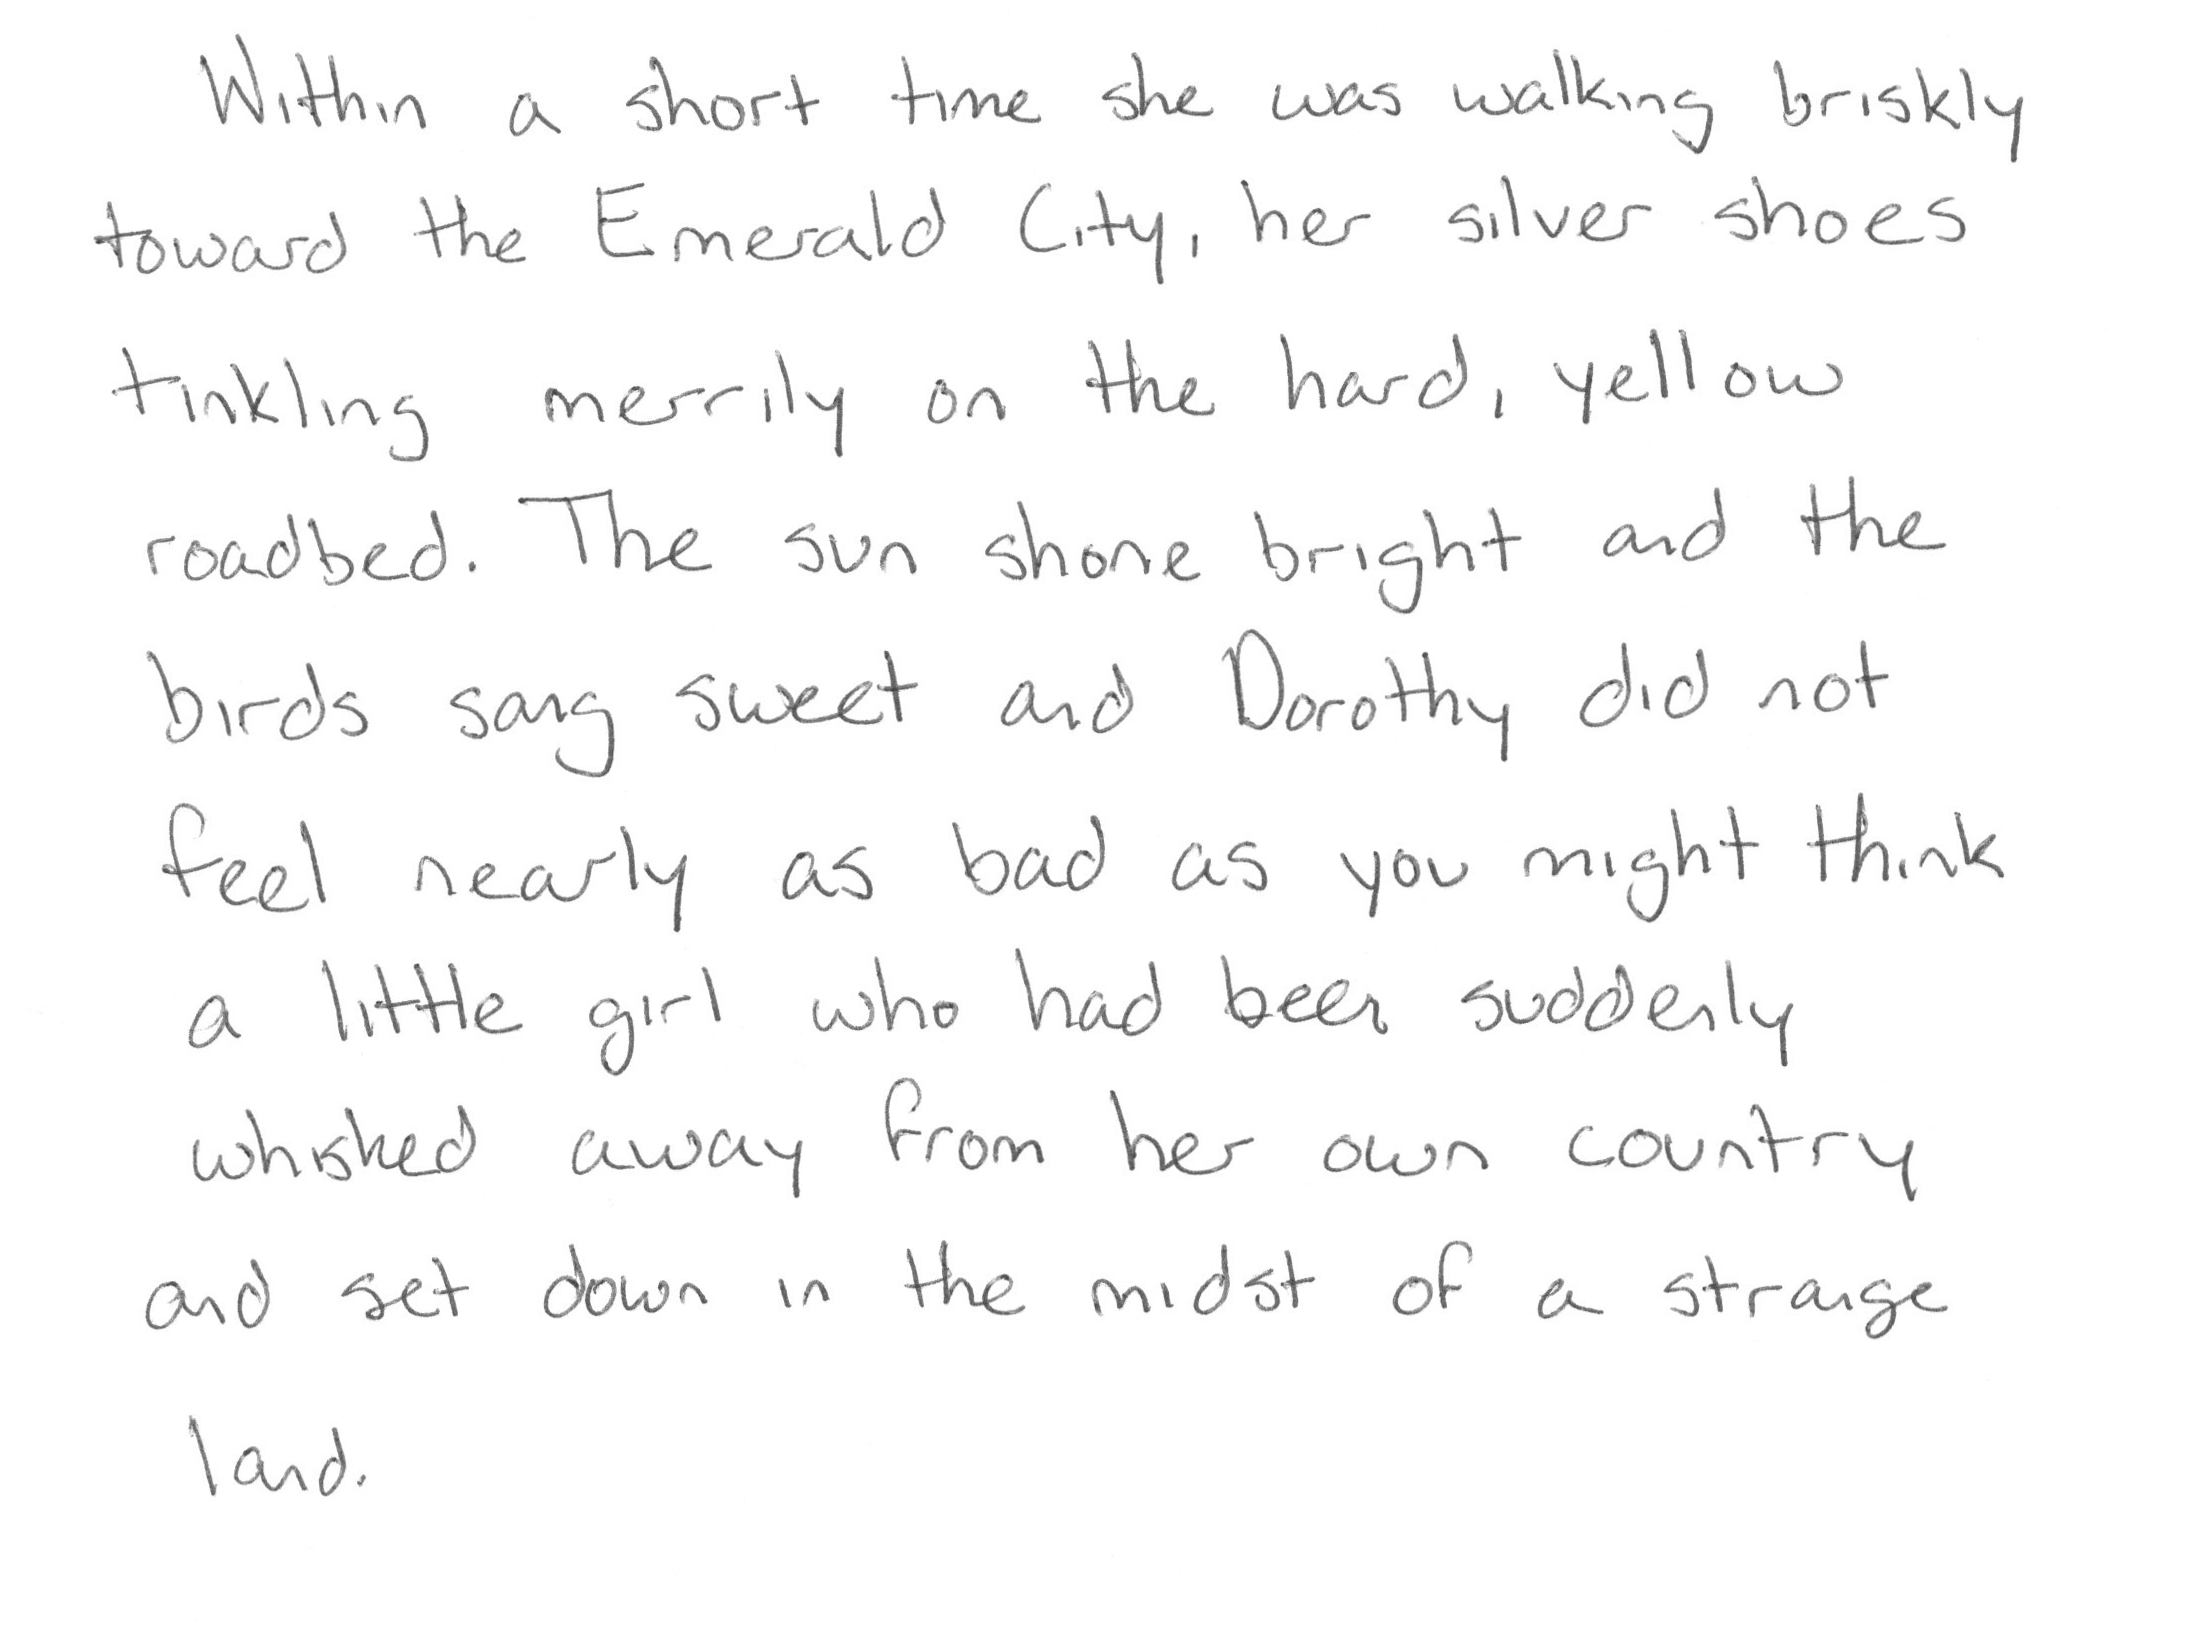 Within a short time she was walking briskly
toward the Emerald City, her silver shoes
tinkling merrily on the hard, yellow
roadbed. The sun shone bright and the
birds sang sweet and Dorothy did not
feel nearly as bad as you might think
a little girl who had been suddenly
whisked away from her own country
and set down in the midst of a strange
land.